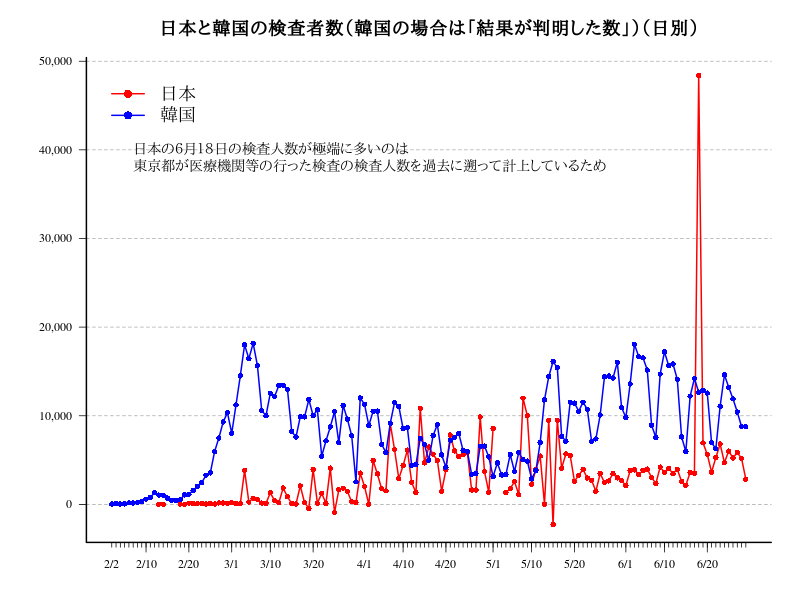 日本と韓国の検査者数(韓国の場合は「結果が判明した数」)(日別)
50,000
40,000
30,000
20,000
10,000
0
日本
韓国
日本の6月18日の検査人数が極端に多いのは
東京都が医療機関等の行った検査の検査人数を過去に遡って計上しているため
2/2 2/10 2/20 3/1 3/10 3/20 4/1 4/10 4/20 5/1 5/10 5/20 6/1 6/10 6/20